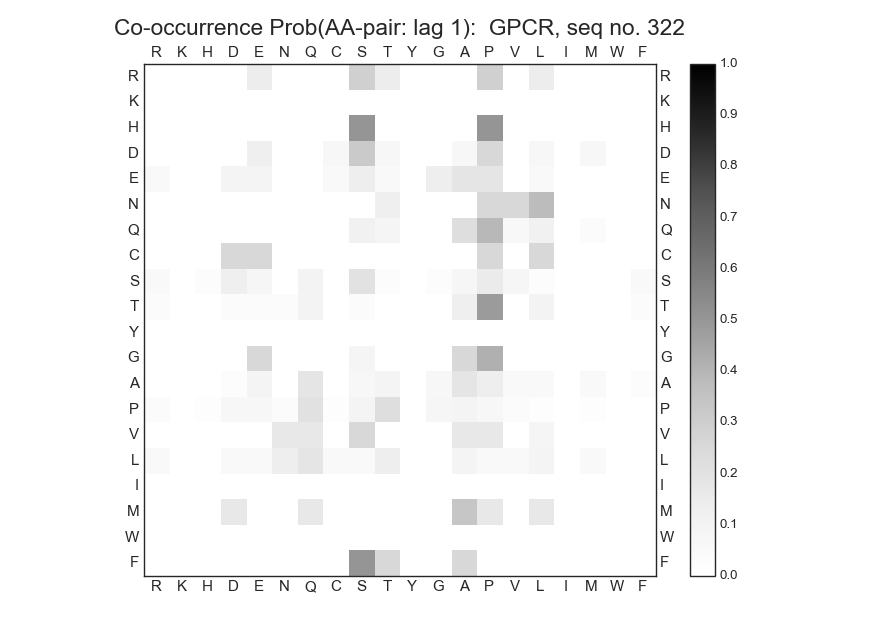 Co-occurrence Prob(AA-pair: lag 1):  GPCR, seq no. 322
R K H D E N Q C S T Y G A P V L I M W F
R R 1.0
K K 0.9
H H
D D 0.8
E E
N N 0.7
Q Q 0.6
C C
S S 0.5
T T
Y Y 0.4
G G
A A 0.3
P P
V V 0.2
L L
I I 0.1
M M
W W
F F 0.0
R K H D E N Q C S T Y G A P V L I M W F